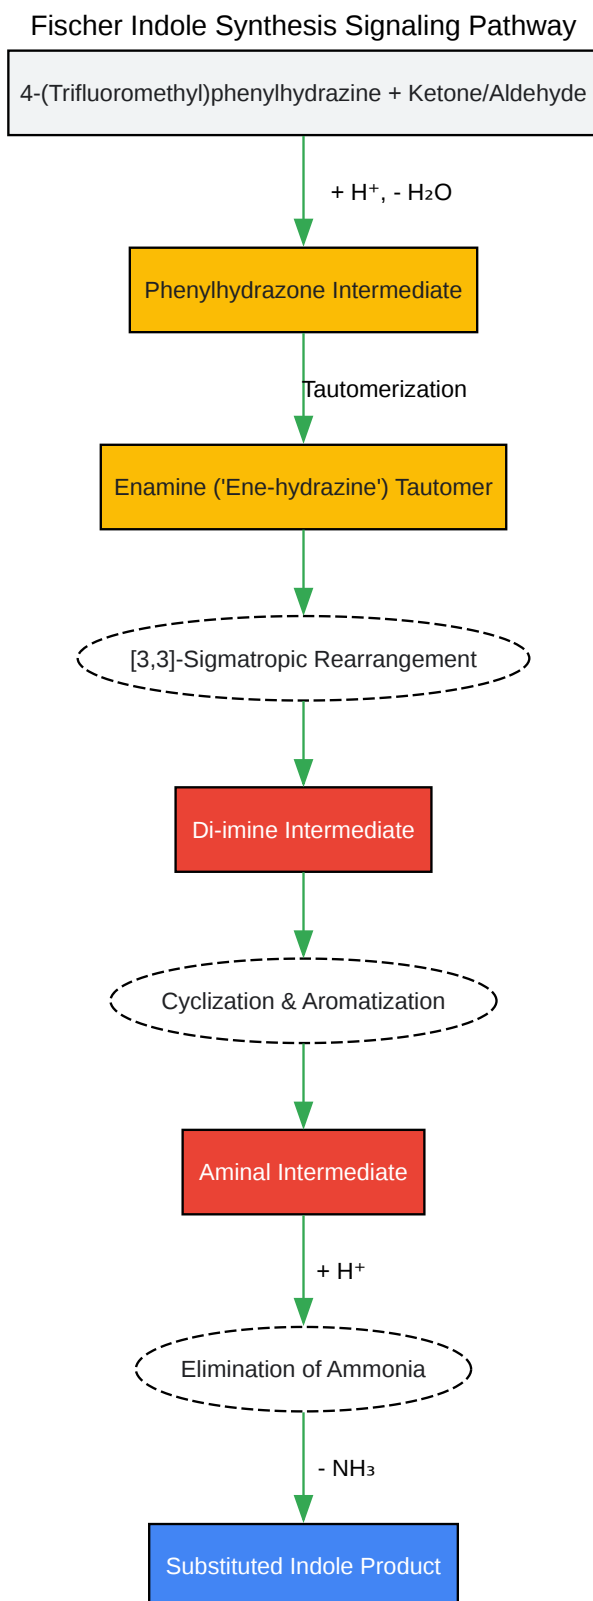 Fischer Indole Synthesis Signaling Pathway
4-(Trifluoromethyl)phenylhydrazine + Ketone/Aldehyde
+ H⁺, - H₂O
Phenylhydrazone Intermediate
Tautomerization
Enamine ('Ene-hydrazine') Tautomer
[3,3]-Sigmatropic Rearrangement
Di-imine Intermediate
Cyclization & Aromatization
Aminal Intermediate
+ H⁺
Elimination of Ammonia
- NH₃
Substituted Indole Product